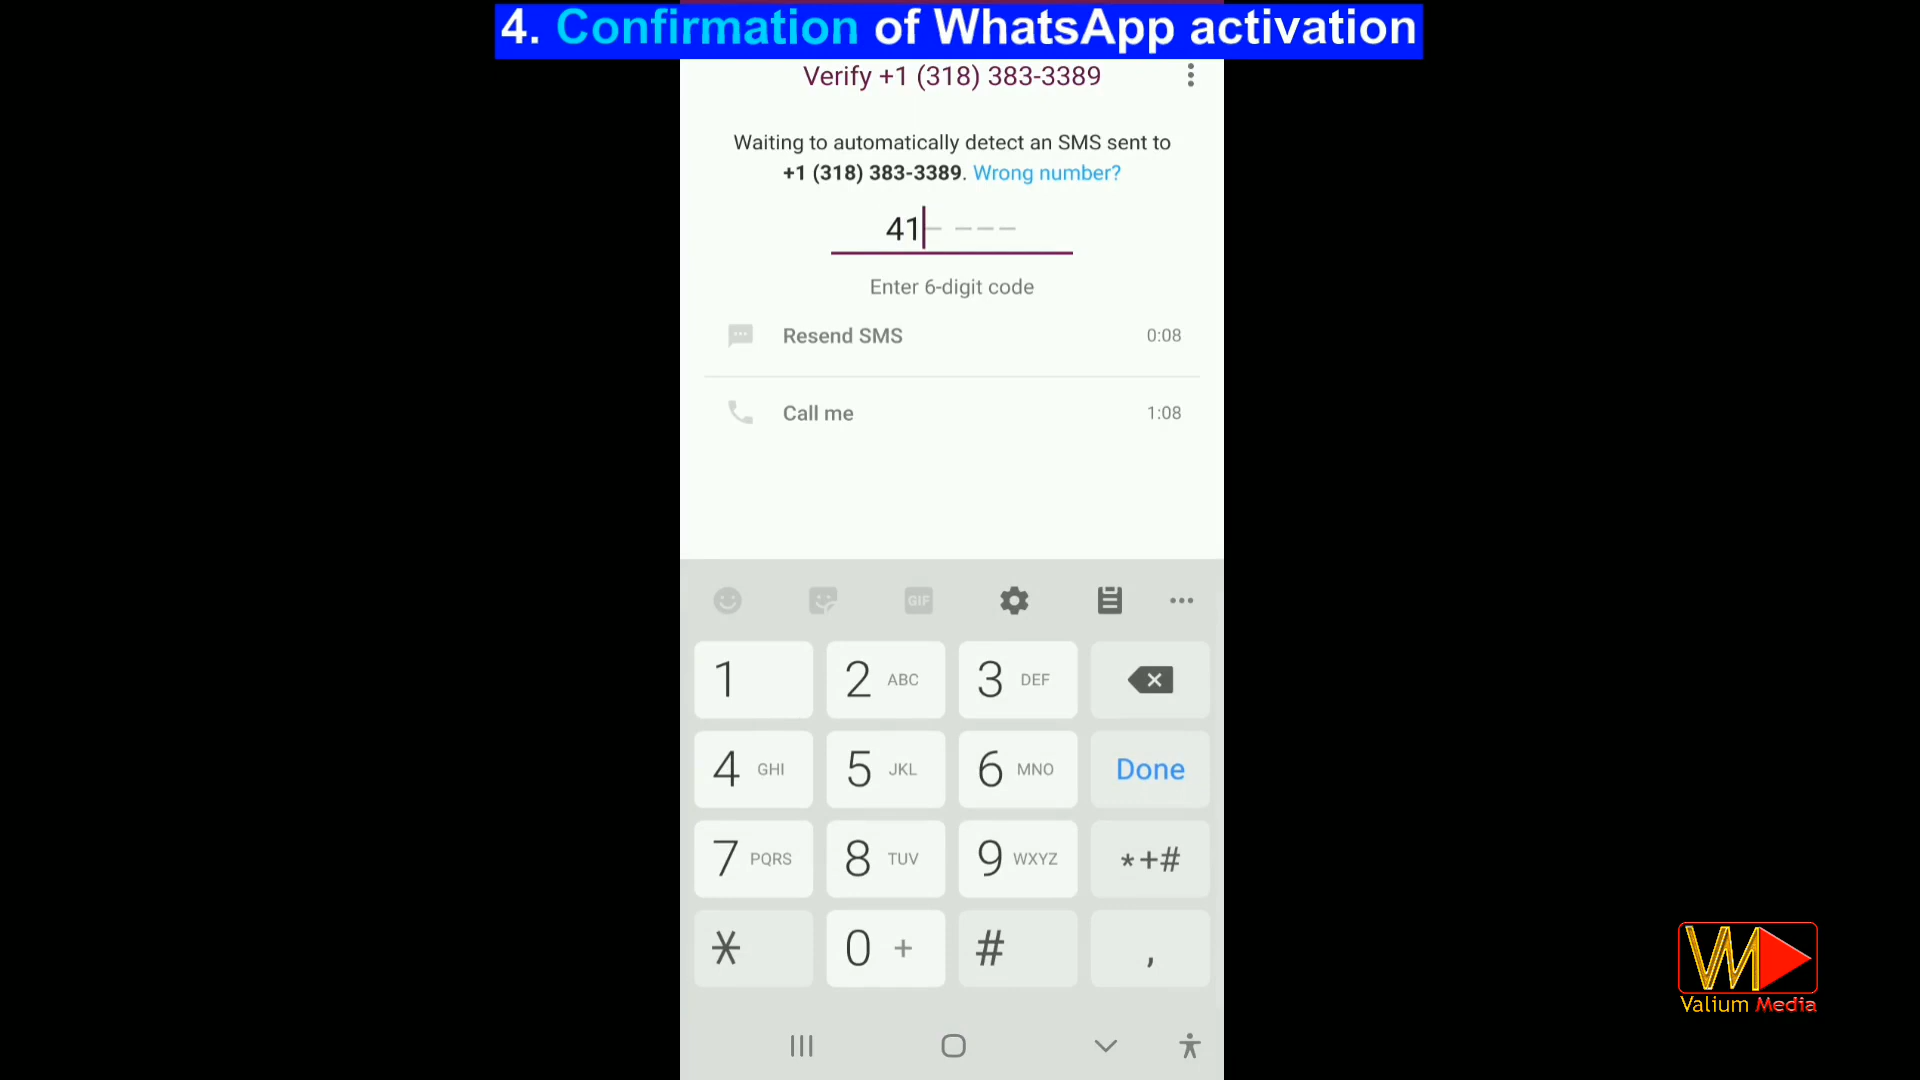 4. Confirmation of WhatsApp activation
Verify +1 (318) 383-3389
Waiting to automatically detect an SMS sent to
+1 (318) 383-3389. Wrong number?
41
Enter 6-digit code
Resend SMS 0:08
Call me 1:08
GIF
1 2 ABC 3 DEF
4 GHI 5 JKL 6 MNO Done
7 PQRS 8 TUV 9 WXYZ *+#
* 0 + # ,
VM
Valium Media